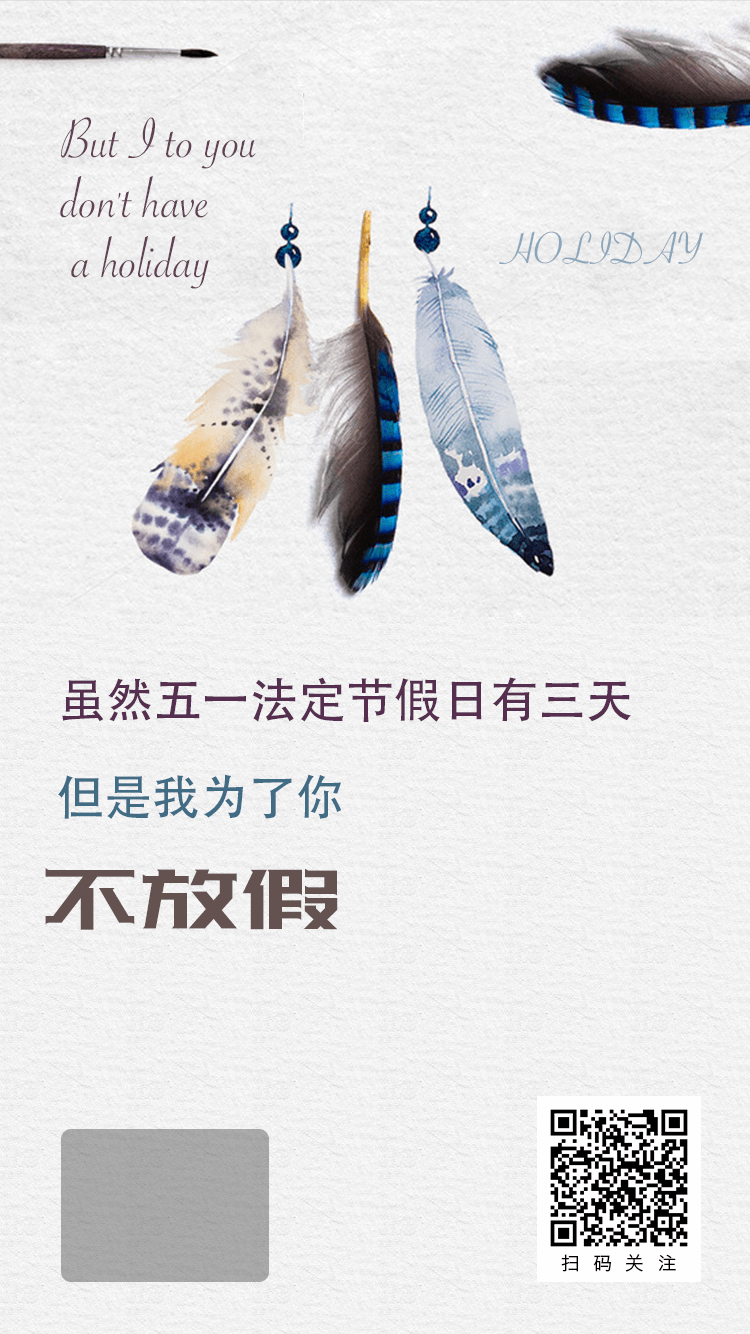 But I to you
don't have
a holiday
HOLIDAY
虽然五一法定节假日有三天
但是我为了你
不放假
扫码关注